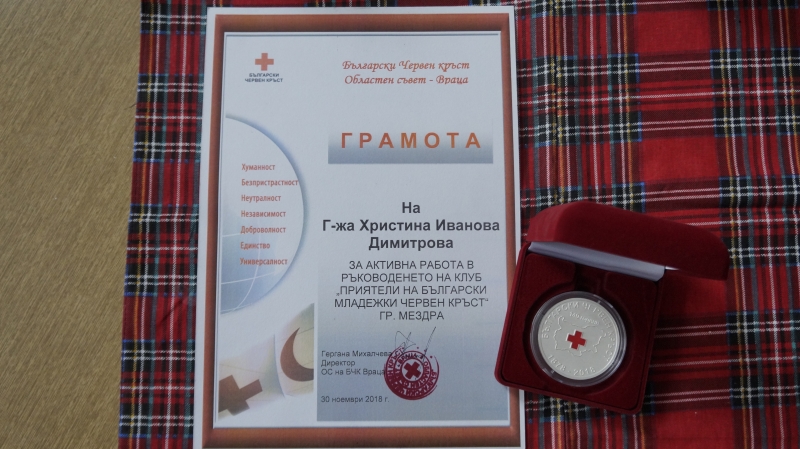 БЪЛГАРСКИ
ЧЕРВЕН КРЪСТ
Български Червен кръст
Областен съвет - Враца
ГРАМОТА
Хуманност
Безпристрастност
Неутралност
Независимост
Доброволност
Единство
Универсалност
На
Г-жа Христина Иванова
Димитрова
ЗА АКТИВНА РАБОТА В
РЪКОВОДЕНЕТО НА КЛУБ
„ПРИЯТЕЛИ НА БЪЛГАРСКИ
МЛАДЕЖКИ ЧЕРВЕН КРЪСТ“
ГР. МЕЗДРА
Гергана Михалчева
Директор
ОС на БЧК Враца
30 ноември 2018 г.